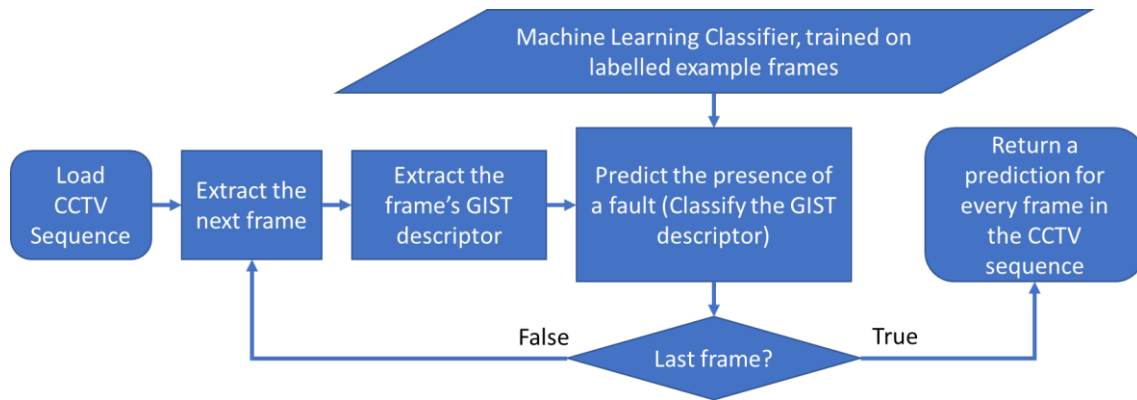 Machine Learning Classifier, trained on
labelled example frames
Load
CCTV
Sequence
Extract the
next frame
Extract the
frame's GIST
descriptor
Predict the presence of
a fault (Classify the GIST
descriptor)
Return a
prediction for
every frame in
the CCTV
sequence
False
Last frame?
True